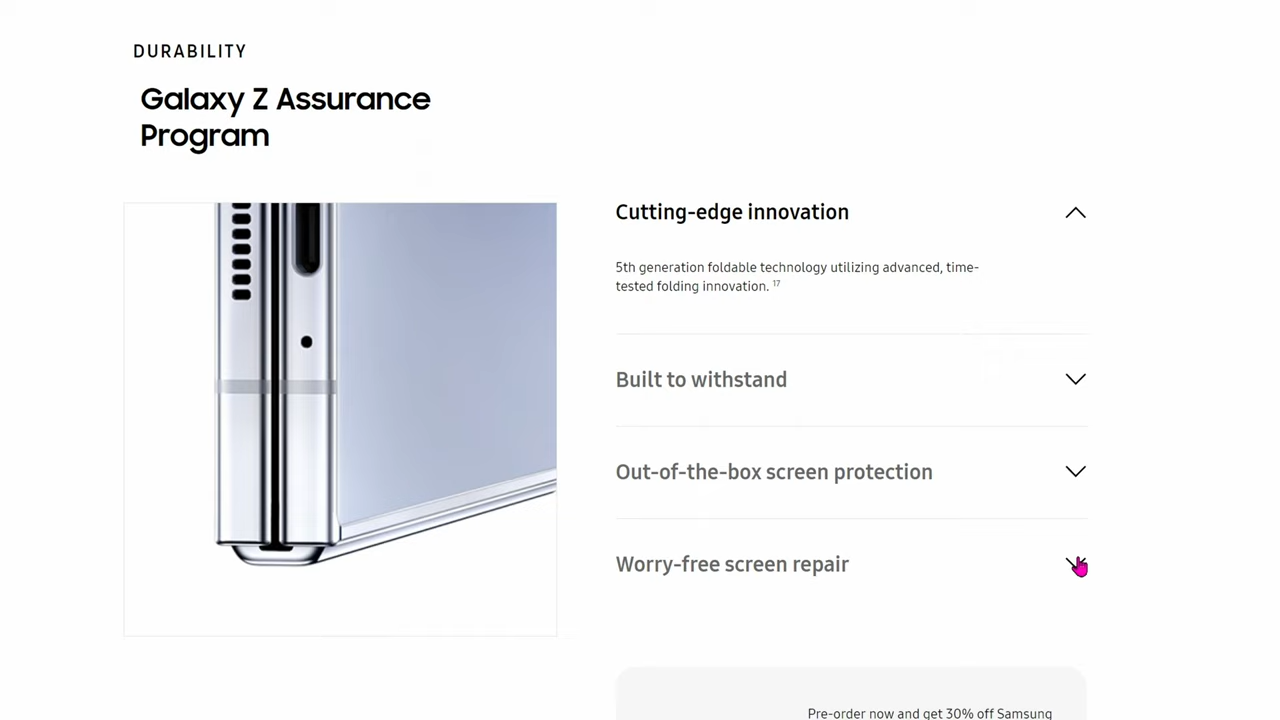 DURABILITY
Galaxy Z Assurance
Program
Cutting-edge innovation
5th generation foldable technology utilizing advanced, time-
tested folding innovation. 17
Built to withstand
Out-of-the-box screen protection
Worry-free screen repair
Pre-order now and get 30% off Samsung